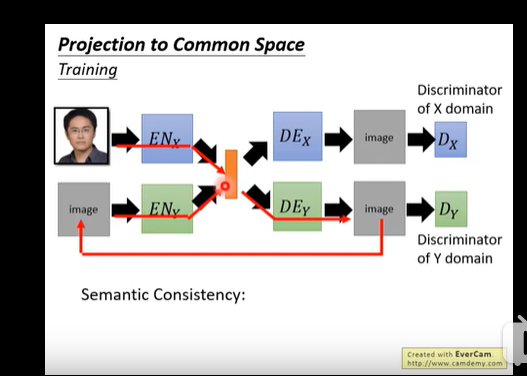 Projection to Common Space
Training
Discriminator
of X domain
EN_X
DE_X
image
D_X
image
EN_Y
DE_Y
image
D_Y
Discriminator
of Y domain
Semantic Consistency:
Created with EverCam.
http://www.camdemy.com